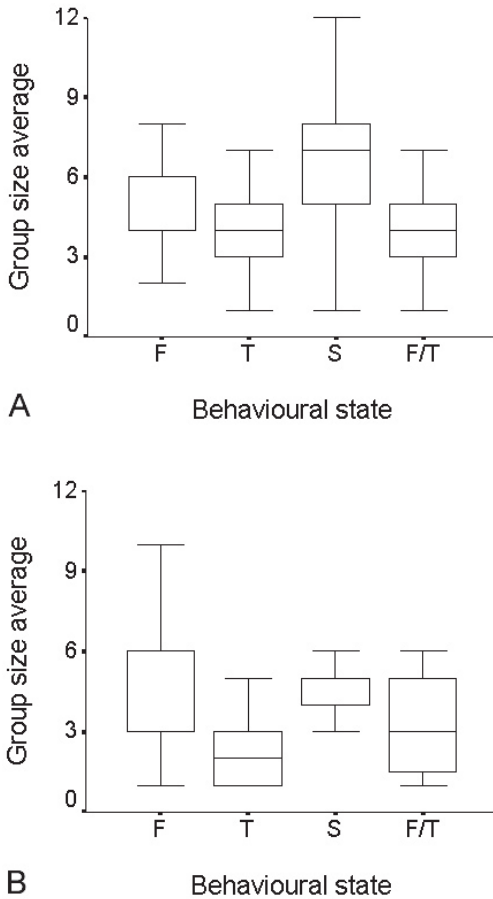 Group size average
12
9
6
3
0
F T S F/T
A Behavioural state
Group size average
12
9
6
3
0
F T S F/T
B Behavioural state